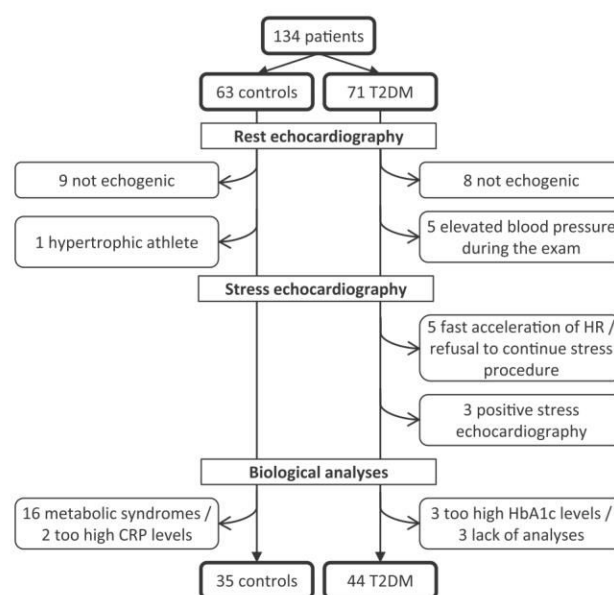 134 patients
63 controls
71 T2DM
Rest echocardiography
9 not echogenic
8 not echogenic
1 hypertrophic athlete
5 elevated blood pressure
during the exam
Stress echocardiography
5 fast acceleration of HR /
refusal to continue stress
procedure
3 positive stress
echocardiography
Biological analyses
16 metabolic syndromes /
2 too high CRP levels
3 too high HbA1c levels /
3 lack of analyses
35 controls
44 T2DM